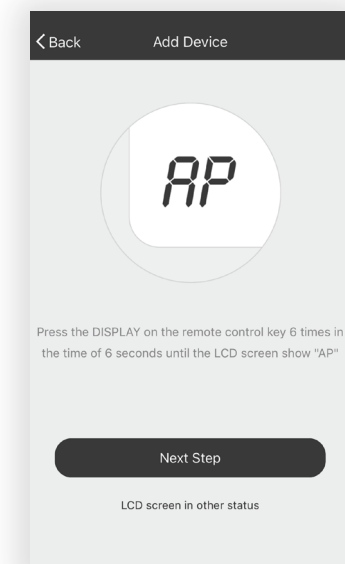 Back Add Device
AP
Press the DISPLAY on the remote control key 6 times in
the time of 6 seconds until the LCD screen show "AP"
Next Step
LCD screen in other status